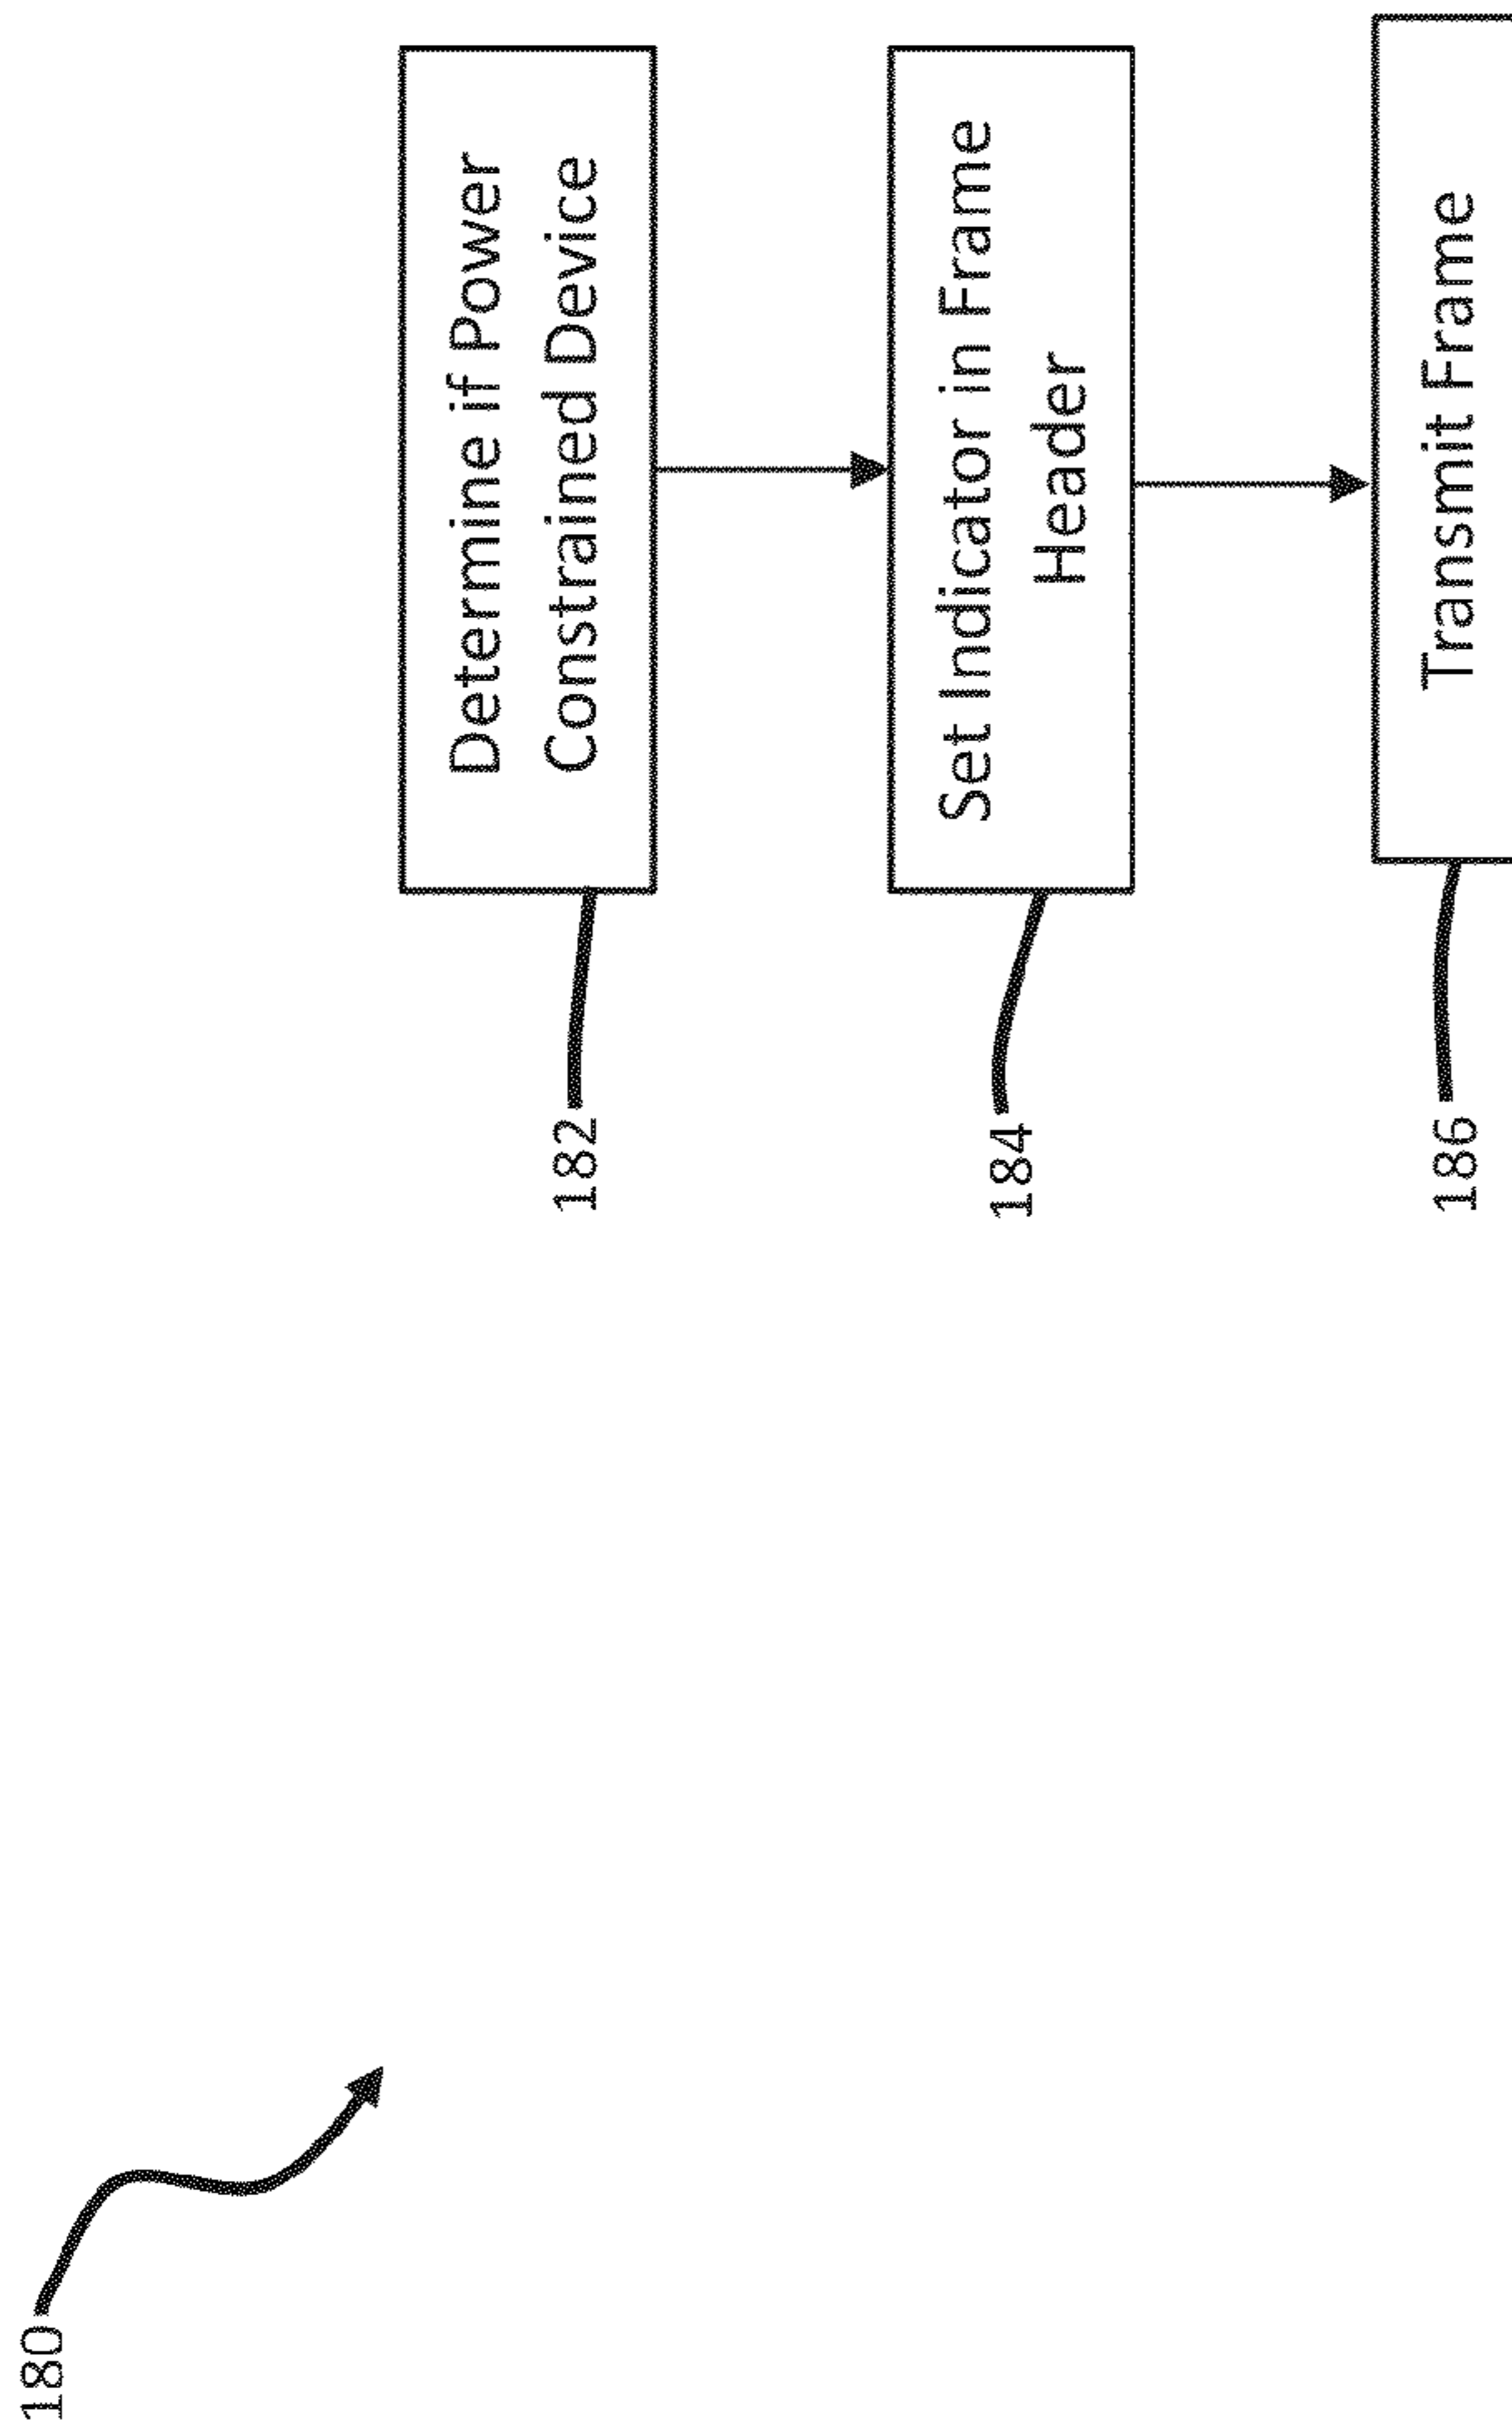 180
182
Determine if Power
Constrained Device
184
Set Indicator in Frame
Header
186
Transmit Frame